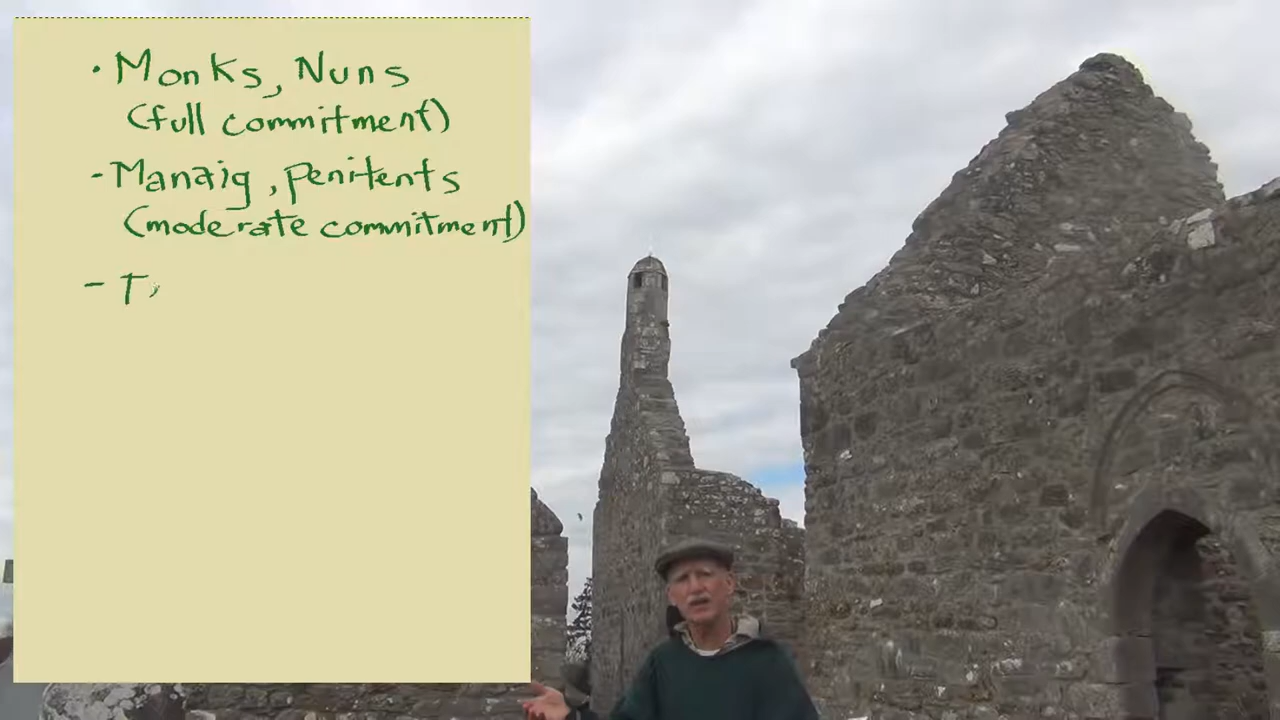 · Monks, Nuns
(full commitment)
- Manaig, penitents
(moderate commitment)
- T